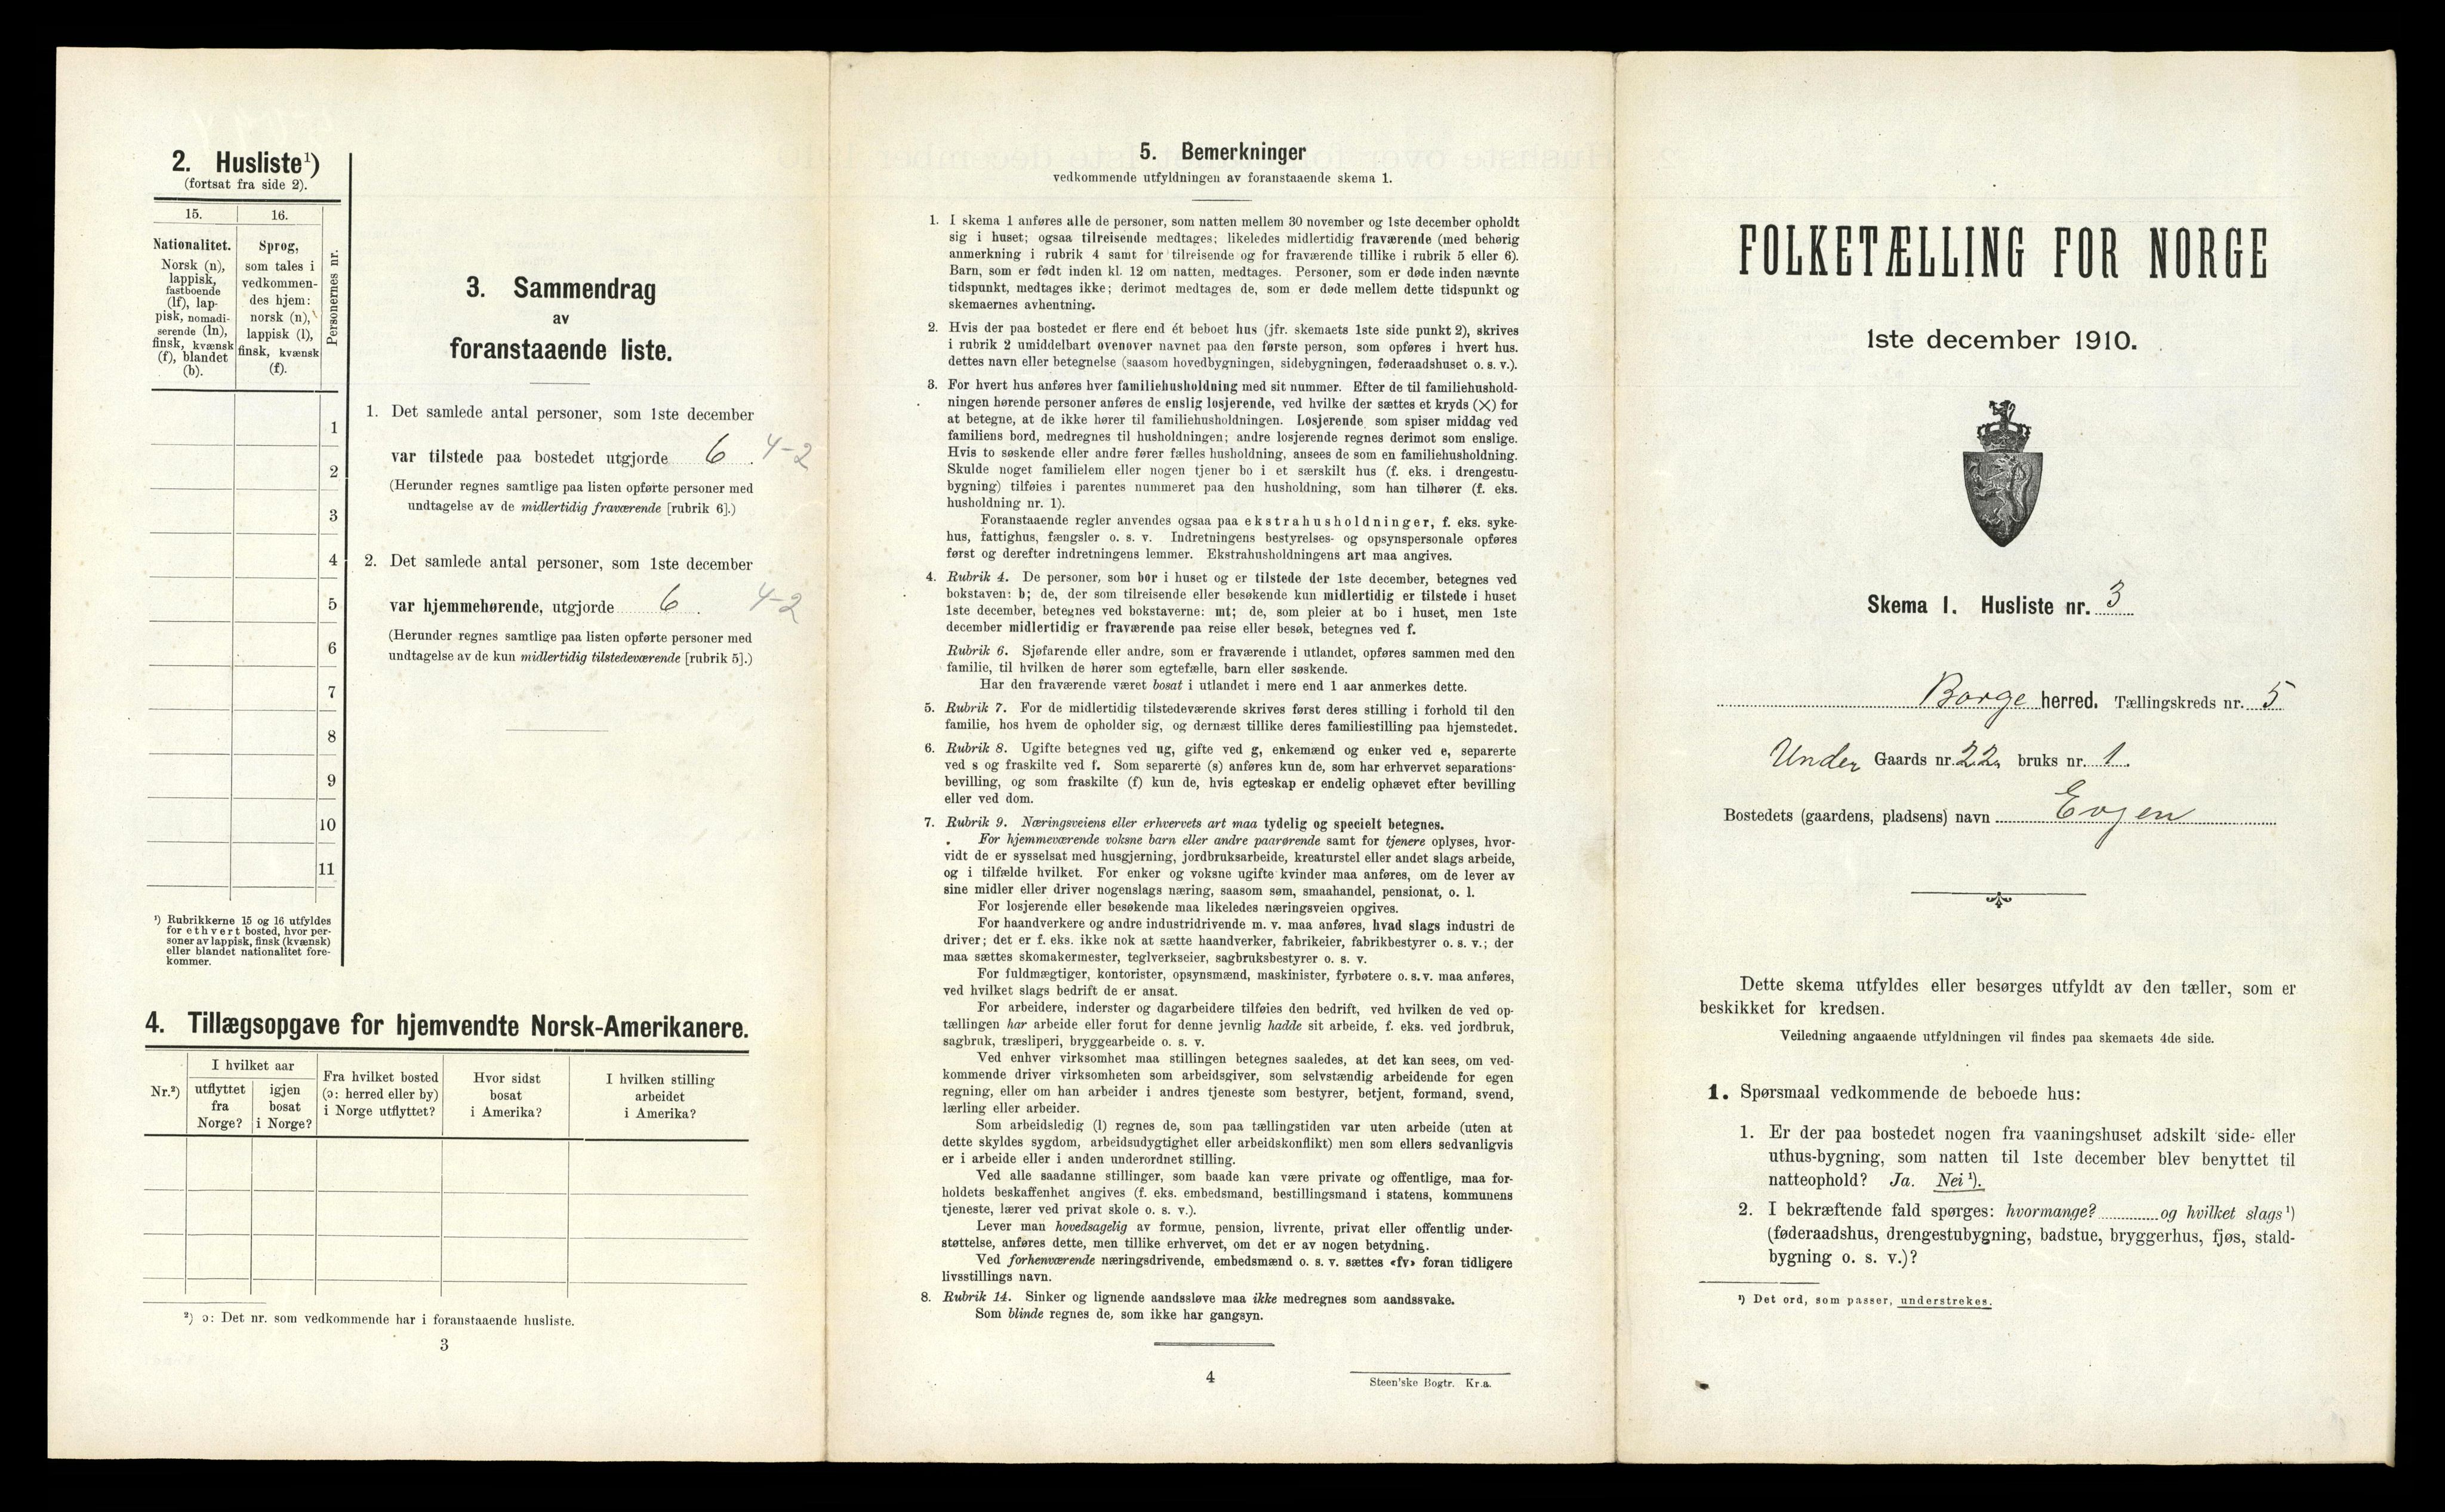 2. Husliste¹)
(fortsat fra side 2).
15. 16.
Nationalitet.
Norsk (n),
lappisk,
fastboende
(lf), lap-
pisk, nomadi-
serende (ln),
finsk, kvænsk
(f), blandet
(b).
Sprog,
som tales i
vedkommen-
des hjem:
norsk (n),
lappisk (l),
finsk, kvænsk
(f).
Personernes nr.
1
2
3
4
5
6
7
8
9
10
11
¹) Rubrikkerne 15 og 16 utfyldes
for ethvert bosted, hvor per-
soner av lappisk, finsk (kvænsk)
eller blandet nationalitet fore-
kommer.
3. Sammendrag
av
foranstaaende liste.
1. Det samlede antal personer, som 1ste december
var tilstede paa bostedet utgjorde 6. 4-2
(Herunder regnes samtlige paa listen opførte personer med
undtagelse av de midlertidig fraværende [rubrik 6].)
2. Det samlede antal personer, som 1ste december
var hjemmehørende, utgjorde 6. 4-2
(Herunder regnes samtlige paa listen opførte personer med
undtagelse av de kun midlertidig tilstedeværende [rubrik 5].)
4. Tillægsopgave for hjemvendte Norsk-Amerikanere.
Nr.²)
I hvilket aar
utflyttet
fra
Norge?
igjen
bosat
i Norge?
Fra hvilket bosted
(ɔ: herred eller by)
i Norge utflyttet?
Hvor sidst
bosat
i Amerika?
I hvilken stilling
arbeidet
i Amerika?
²) ɔ: Det nr. som vedkommende har i foranstaaende husliste.
3
5. Bemerkninger
vedkommende utfyldningen av foranstaaende skema 1.
1. I skema 1 anføres alle de personer, som natten mellem 30 november og 1ste december opholdt
sig i huset; ogsaa tilreisende medtages; likeledes midlertidig fraværende (med behørig
anmerkning i rubrik 4 samt for tilreisende og for fraværende tillike i rubrik 5 eller 6).
Barn, som er født inden kl. 12 om natten, medtages. Personer, som er døde inden nævnte
tidspunkt, medtages ikke; derimot medtages de, som er døde mellem dette tidspunkt og
skemaernes avhentning.
2. Hvis der paa bostedet er flere end ét beboet hus (jfr. skemaets 1ste side punkt 2), skrives
i rubrik 2 umiddelbart ovenover navnet paa den første person, som opføres i hvert hus.
dettes navn eller betegnelse (saasom hovedbygningen, sidebygningen, føderaadshuset o. s. v.).
3. For hvert hus anføres hver familiehusholdning med sit nummer. Efter de til familiehushold-
ningen hørende personer anføres de enslig losjerende, ved hvilke der sættes et kryds (×) for
at betegne, at de ikke hører til familiehusholdningen. Losjerende som spiser middag ved
familiens bord, medregnes til husholdningen; andre losjerende regnes derimot som enslige.
Hvis to søskende eller andre fører fælles husholdning, ansees de som en familiehusholdning.
Skulde noget familielem eller nogen tjener bo i et særskilt hus (f. eks. i drengestu-
bygning) tilføies i parentes nummeret paa den husholdning, som han tilhører (f. eks.
husholdning nr. 1).
Foranstaaende regler anvendes ogsaa paa ekstrahusholdninger, f. eks. syke-
hus, fattighus, fængsler o. s. v. Indretningens bestyrelses- og opsynspersonale opføres
først og derefter indretningens lemmer. Ekstrahusholdningens art maa angives.
4. Rubrik 4. De personer, som bor i huset og er tilstede der 1ste december, betegnes ved
bokstaven: b; de, der som tilreisende eller besøkende kun midlertidig er tilstede i huset
1ste december, betegnes ved bokstaverne: mt; de, som pleier at bo i huset, men 1ste
december midlertidig er fraværende paa reise eller besøk, betegnes ved f.
Rubrik 6. Sjøfarende eller andre, som er fraværende i utlandet, opføres sammen med den
familie, til hvilken de hører som egtefælle, barn eller søskende.
Har den fraværende været bosat i utlandet i mere end 1 aar anmerkes dette.
5. Rubrik 7. For de midlertidig tilstedeværende skrives først deres stilling i forhold til den
familie, hos hvem de opholder sig, og dernæst tillike deres familiestilling paa hjemstedet.
6. Rubrik 8. Ugifte betegnes ved ug, gifte ved g, enkemænd og enker ved e, separerte
ved s og fraskilte ved f. Som separerte (s) anføres kun de, som har erhvervet separations-
bevilling, og som fraskilte (f) kun de, hvis egteskap er endelig ophævet efter bevilling
eller ved dom.
7. Rubrik 9. Næringsveiens eller erhvervets art maa tydelig og specielt betegnes.
For hjemmeværende voksne barn eller andre paarørende samt for tjenere oplyses, hvor-
vidt de er sysselsat med husgjerning, jordbruksarbeide, kreaturstel eller andet slags arbeide,
og i tilfælde hvilket. For enker og voksne ugifte kvinder maa anføres, om de lever av
sine midler eller driver nogenslags næring, saasom søm, smaahandel, pensionat, o. l.
For losjerende eller besøkende maa likeledes næringsveien opgives.
For haandverkere og andre industridrivende m. v. maa anføres, hvad slags industri de
driver; det er f. eks. ikke nok at sætte haandverker, fabrikeier, fabrikbestyrer o. s. v.; der
maa sættes skomakermester, teglverkseier, sagbruksbestyrer o. s. v.
For fuldmægtiger, kontorister, opsynsmænd, maskinister, fyrbøtere o. s. v. maa anføres,
ved hvilket slags bedrift de er ansat.
For arbeidere, inderster og dagarbeidere tilføies den bedrift, ved hvilken de ved op-
tællingen har arbeide eller forut for denne jevnlig hadde sit arbeide, f. eks. ved jordbruk,
sagbruk, træsliperi, bryggearbeide o. s. v.
Ved enhver virksomhet maa stillingen betegnes saaledes, at det kan sees, om ved-
kommende driver virksomheten som arbeidsgiver, som selvstændig arbeidende for egen
regning, eller om han arbeider i andres tjeneste som bestyrer, betjent, formand, svend,
lærling eller arbeider.
Som arbeidsledig (l) regnes de, som paa tællingstiden var uten arbeide (uten at
dette skyldes sygdom, arbeidsudygtighet eller arbeidskonflikt) men som ellers sedvanligvis
er i arbeide eller i anden underordnet stilling.
Ved alle saadanne stillinger, som baade kan være private og offentlige, maa for-
holdets beskaffenhet angives (f. eks. embedsmand, bestillingsmand i statens, kommunens
tjeneste, lærer ved privat skole o. s. v.).
Lever man hovedsagelig av formue, pension, livrente, privat eller offentlig under-
støttelse, anføres dette, men tillike erhvervet, om det er av nogen betydning.
Ved forhenværende næringsdrivende, embedsmænd o. s. v. sættes «fv» foran tidligere
livsstillings navn.
8. Rubrik 14. Sinker og lignende aandssløve maa ikke medregnes som aandssvake.
Som blinde regnes de, som ikke har gangsyn.
4
Steen'ske Bogtr. Kr.a.
FOLKETÆLLING FOR NORGE
1ste december 1910.
Skema 1. Husliste nr. 3
Borge herred. Tællingskreds nr. 5
Under Gaards nr. 22, bruks nr. 1.
Bostedets (gaardens, pladsens) navn Evjen
Dette skema utfyldes eller besørges utfyldt av den tæller, som er
beskikket for kredsen.
Veiledning angaaende utfyldningen vil findes paa skemaets 4de side.
1. Spørsmaal vedkommende de beboede hus:
1. Er der paa bostedet nogen fra vaaningshuset adskilt side- eller
uthus-bygning, som natten til 1ste december blev benyttet til
natteophold? Ja. Nei¹).
2. I bekræftende fald spørges: hvormange? og hvilket slags¹)
(føderaadshus, drengestubygning, badstue, bryggerhus, fjøs, stald-
bygning o. s. v.)?
¹) Det ord, som passer, understrekes.